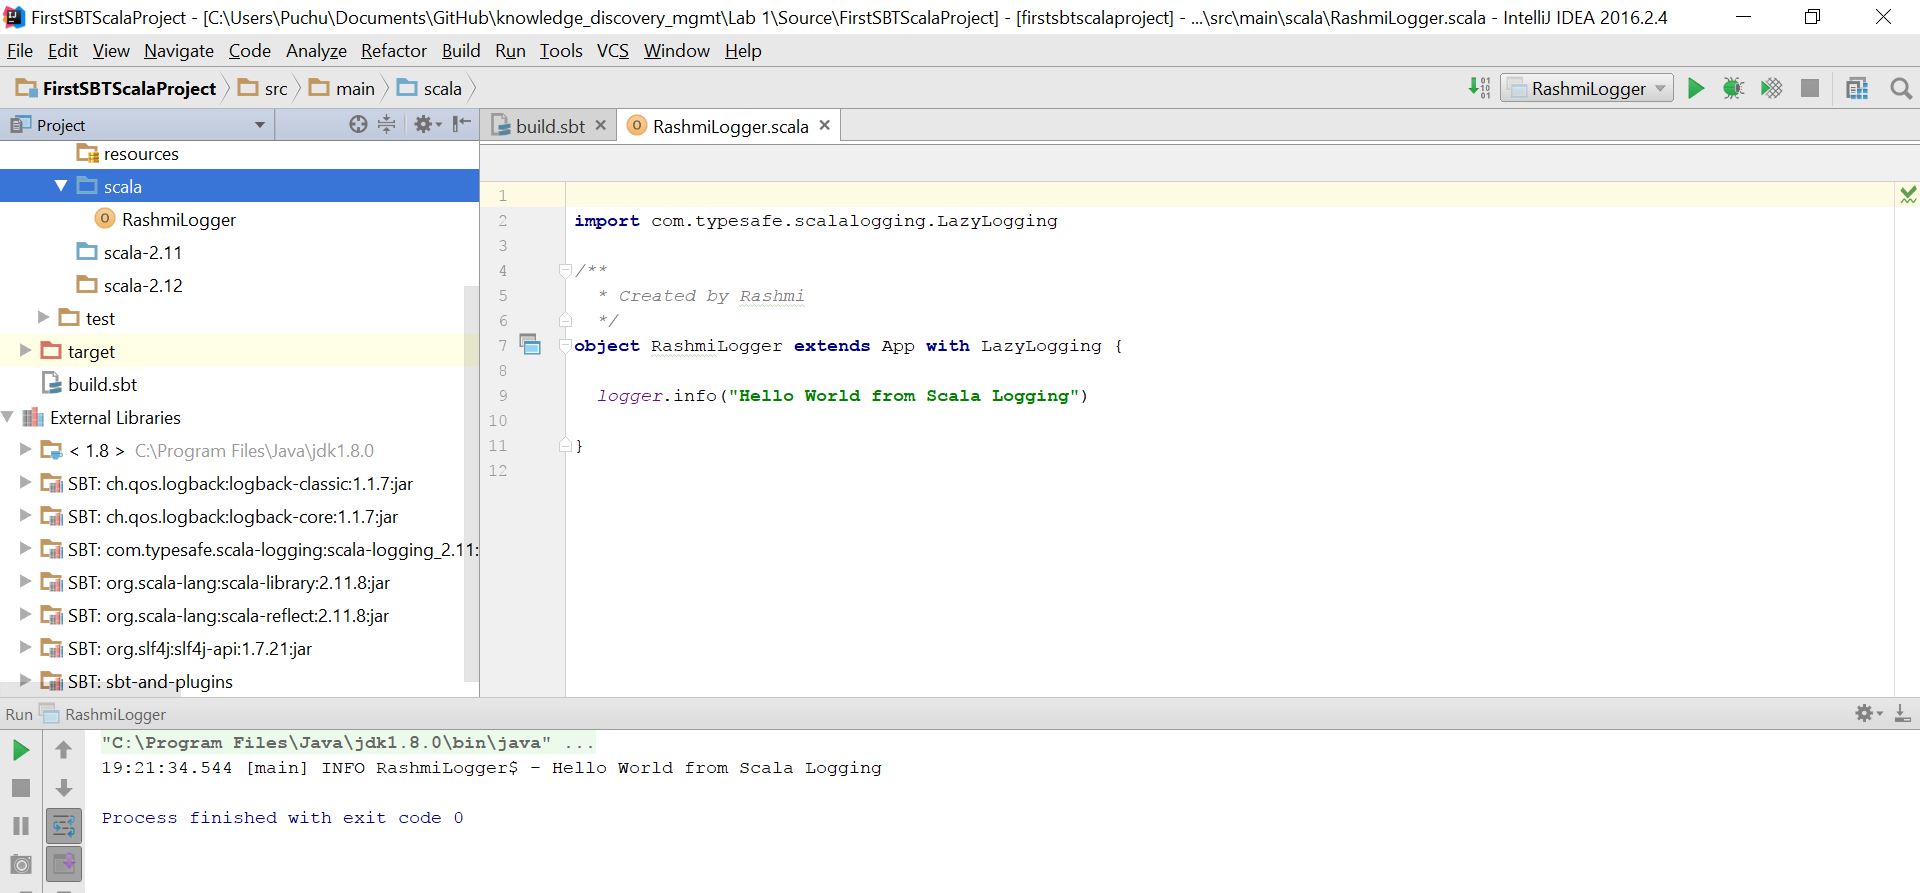 FirstSBTScalaProject - [C:\Users\Puchu\Documents\GitHub\knowledge_discovery_mgmt\Lab 1\Source\FirstSBTScalaProject] - [firstsbtscalaproject] - ...\src\main\scala\RashmiLogger.scala - IntelliJ IDEA 2016.2.4
File Edit View Navigate Code Analyze Refactor Build Run Tools VCS Window Help
FirstSBTScalaProject src main scala RashmiLogger
Project
build.sbt RashmiLogger.scala
resources
scala
RashmiLogger
scala-2.11
scala-2.12
test
target
build.sbt
External Libraries
< 1.8 > C:\Program Files\Java\jdk1.8.0
SBT: ch.qos.logback:logback-classic:1.1.7:jar
SBT: ch.qos.logback:logback-core:1.1.7:jar
SBT: com.typesafe.scala-logging:scala-logging_2.11:
SBT: org.scala-lang:scala-library:2.11.8:jar
SBT: org.scala-lang:scala-reflect:2.11.8:jar
SBT: org.slf4j:slf4j-api:1.7.21:jar
SBT: sbt-and-plugins
1
2 import com.typesafe.scalalogging.LazyLogging
3
4 /**
5 * Created by Rashmi
6 */
7 object RashmiLogger extends App with LazyLogging {
8
9 logger.info("Hello World from Scala Logging")
10
11 }
12
Run RashmiLogger
"C:\Program Files\Java\jdk1.8.0\bin\java" ...
19:21:34.544 [main] INFO RashmiLogger$ - Hello World from Scala Logging
Process finished with exit code 0